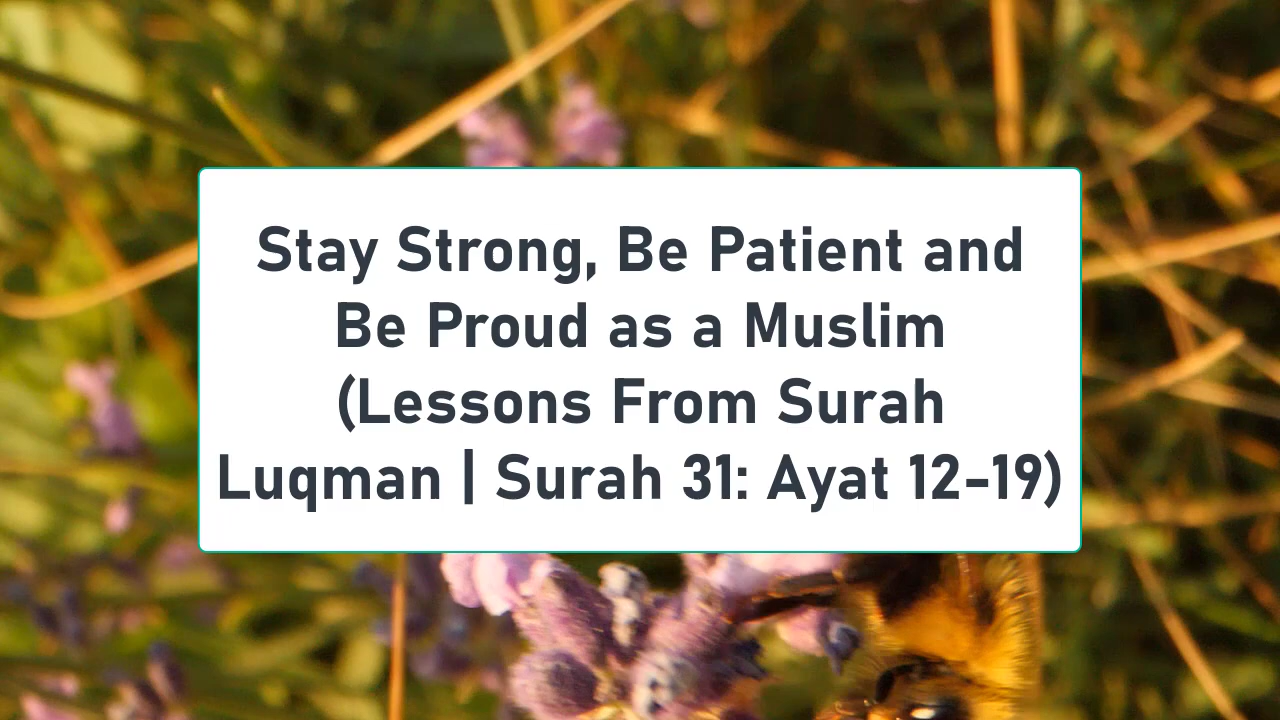 Stay Strong, Be Patient and
Be Proud as a Muslim
(Lessons From Surah
Luqman | Surah 31: Ayat 12-19)